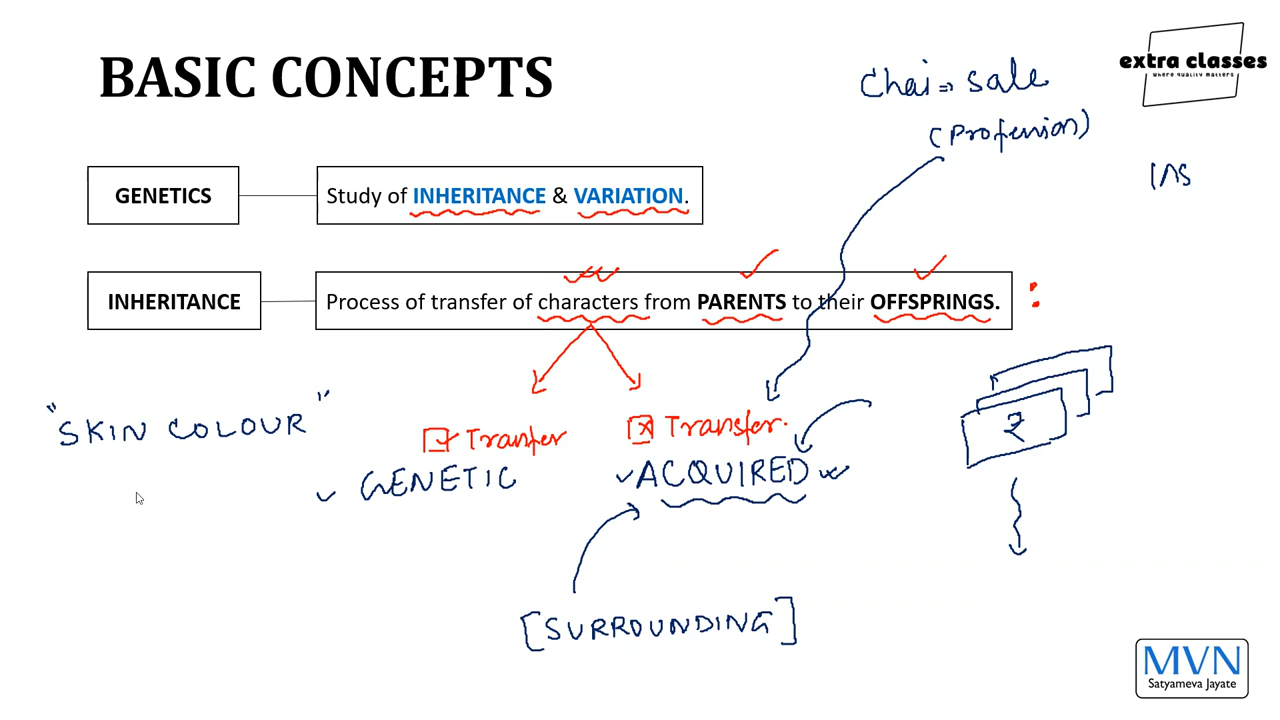 BASIC CONCEPTS
extra classes
where quality matters
Chai ⇒ sale
(Profession)
IAS
GENETICS
Study of INHERITANCE & VARIATION.
INHERITANCE
Process of transfer of characters from PARENTS to their OFFSPRINGS.
"SKIN COLOUR"
Tranfer
Transfer.
₹
GENETIC
ACQUIRED
[SURROUNDING]
MVN
Satyameva Jayate